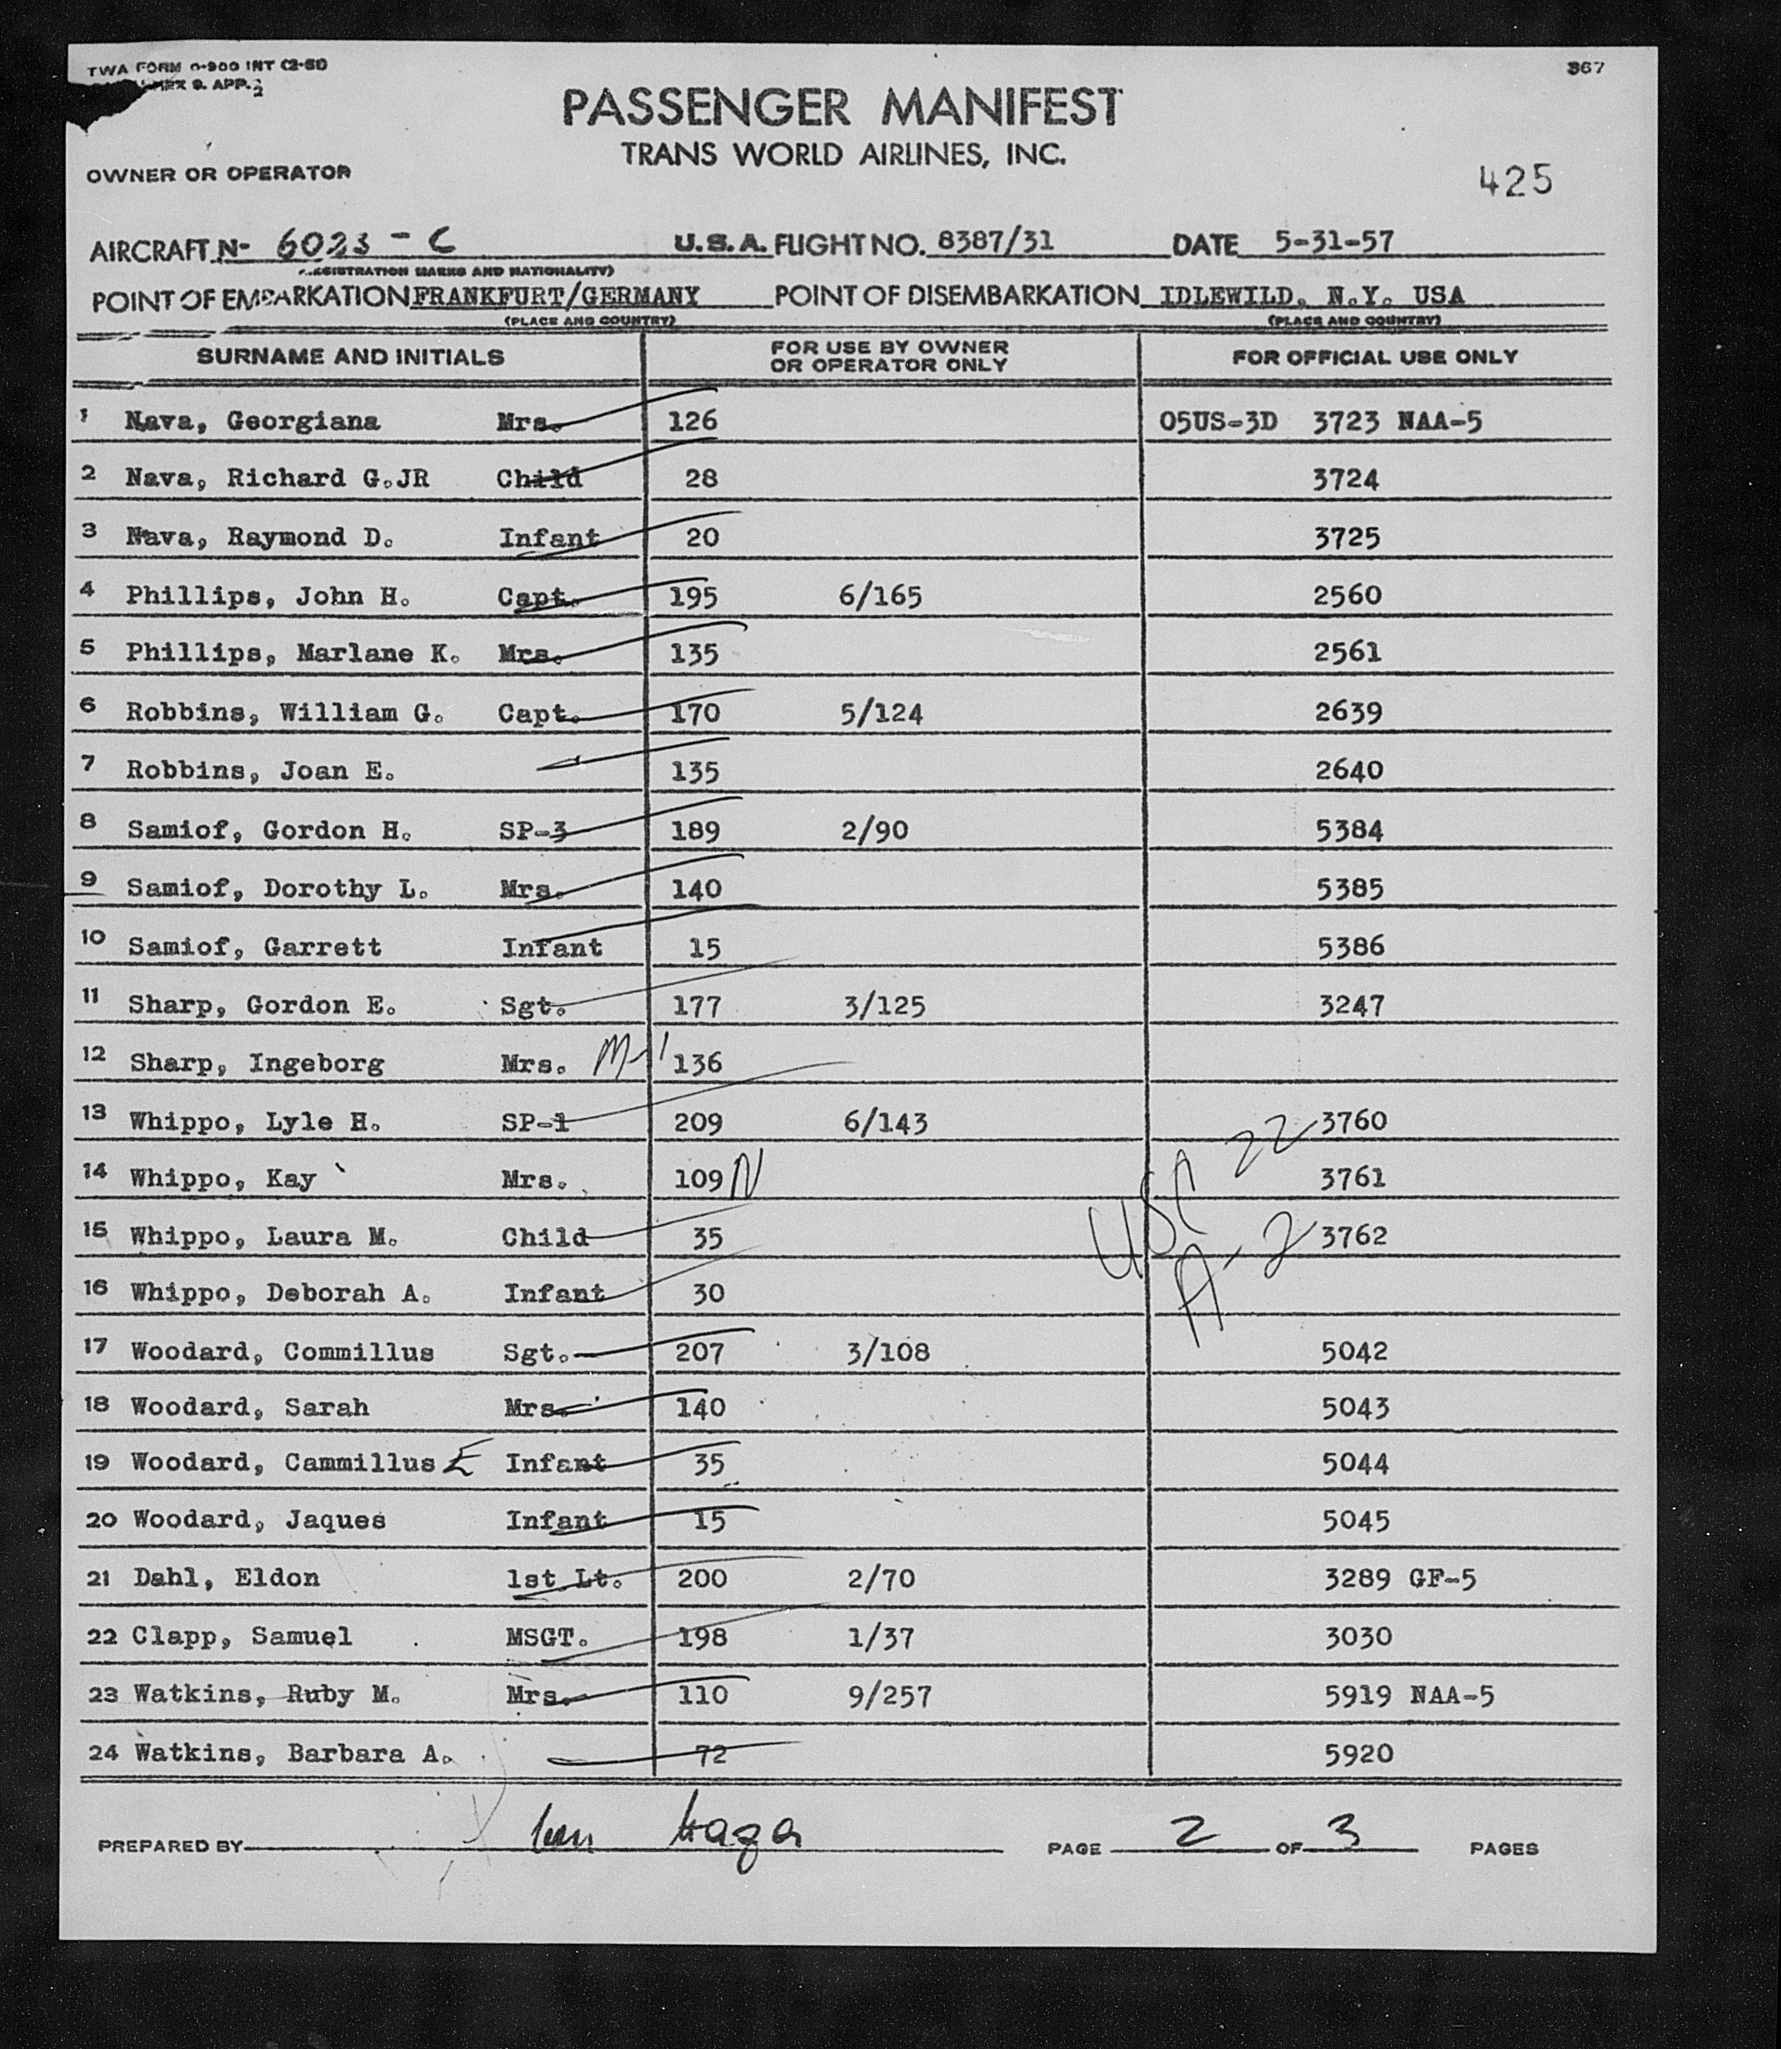 TWA FORM O-900 INT (2-51)
9. APP. 2
367
PASSENGER MANIFEST
TRANS WORLD AIRLINES, INC.
OWNER OR OPERATOR
425
AIRCRAFT N- 6023 - C U.S.A. FLIGHT NO. 8387/31 DATE 5-31-57
(REGISTRATION MARKS AND NATIONALITY)
POINT OF EMBARKATION FRANKFURT/GERMANY POINT OF DISEMBARKATION IDLEWILD. N.Y. USA
(PLACE AND COUNTRY) (PLACE AND COUNTRY)
SURNAME AND INITIALS FOR USE BY OWNER OR OPERATOR ONLY FOR OFFICIAL USE ONLY
1 Nava, Georgiana Mrs. 126 05US-3D 3723 NAA-5
2 Nava, Richard G.JR Child 28 3724
3 Nava, Raymond D. Infant 20 3725
4 Phillips, John H. Capt. 195 6/165 2560
5 Phillips, Marlane K. Mrs. 135 2561
6 Robbins, William G. Capt. 170 5/124 2639
7 Robbins, Joan E. 135 2640
8 Samiof, Gordon H. SP-3 189 2/90 5384
9 Samiof, Dorothy L. Mrs. 140 5385
10 Samiof, Garrett Infant 15 5386
11 Sharp, Gordon E. Sgt. 177 3/125 3247
12 Sharp, Ingeborg Mrs. M-1 136
13 Whippo, Lyle H. SP-1 209 6/143 22 3760
14 Whippo, Kay Mrs. 109 N 3761
15 Whippo, Laura M. Child 35 USC A-2 3762
16 Whippo, Deborah A. Infant 30
17 Woodard, Commillus Sgt. 207 3/108 5042
18 Woodard, Sarah Mrs. 140 5043
19 Woodard, Cammillus E Infant 35 5044
20 Woodard, Jaques Infant 15 5045
21 Dahl, Eldon 1st Lt. 200 2/70 3289 GF-5
22 Clapp, Samuel MSGT. 198 1/37 3030
23 Watkins, Ruby M. Mrs. 110 9/257 5919 NAA-5
24 Watkins, Barbara A. 72 5920
PREPARED BY PAGE 2 OF 3 PAGES